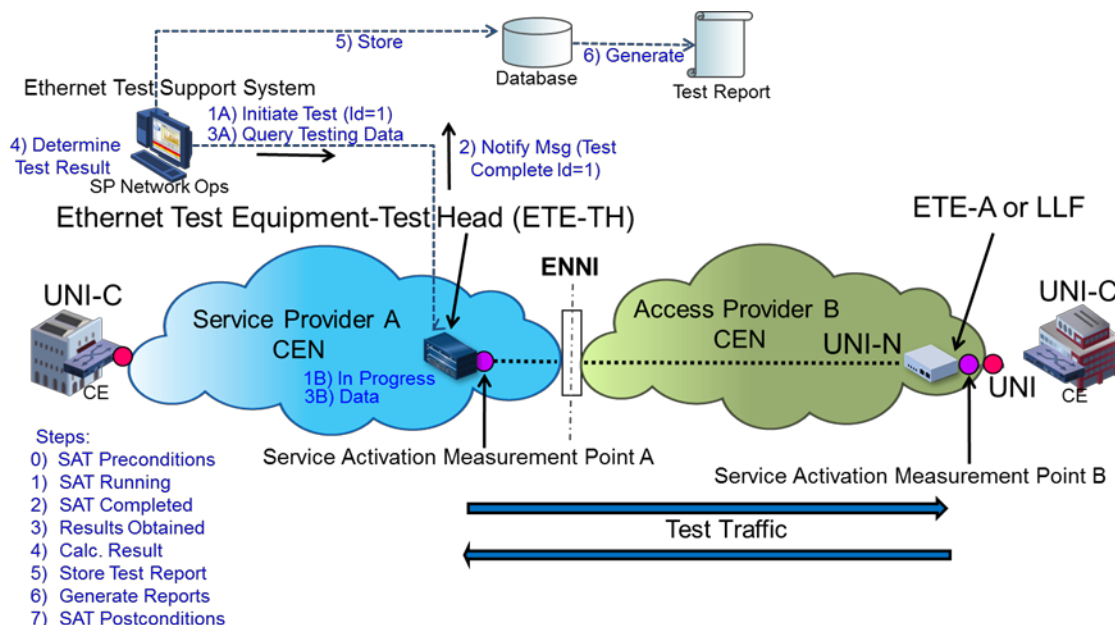 5) Store
6) Generate
Database
Test Report
Ethernet Test Support System
1A) Initiate Test (Id=1)
3A) Query Testing Data
4) Determine
Test Result
SP Network Ops
2) Notify Msg (Test
Complete Id=1)
Ethernet Test Equipment-Test Head (ETE-TH)
ETE-A or LLF
ENNI
UNI-C
UNI-C
Service Provider A
CEN
Access Provider B
CEN
UNI-N
CE
1B) In Progress
3B) Data
UNI
CE
Service Activation Measurement Point A
Service Activation Measurement Point B
Steps:
0) SAT Preconditions
1) SAT Running
2) SAT Completed
3) Results Obtained
4) Calc. Result
5) Store Test Report
6) Generate Reports
7) SAT Postconditions
Test Traffic